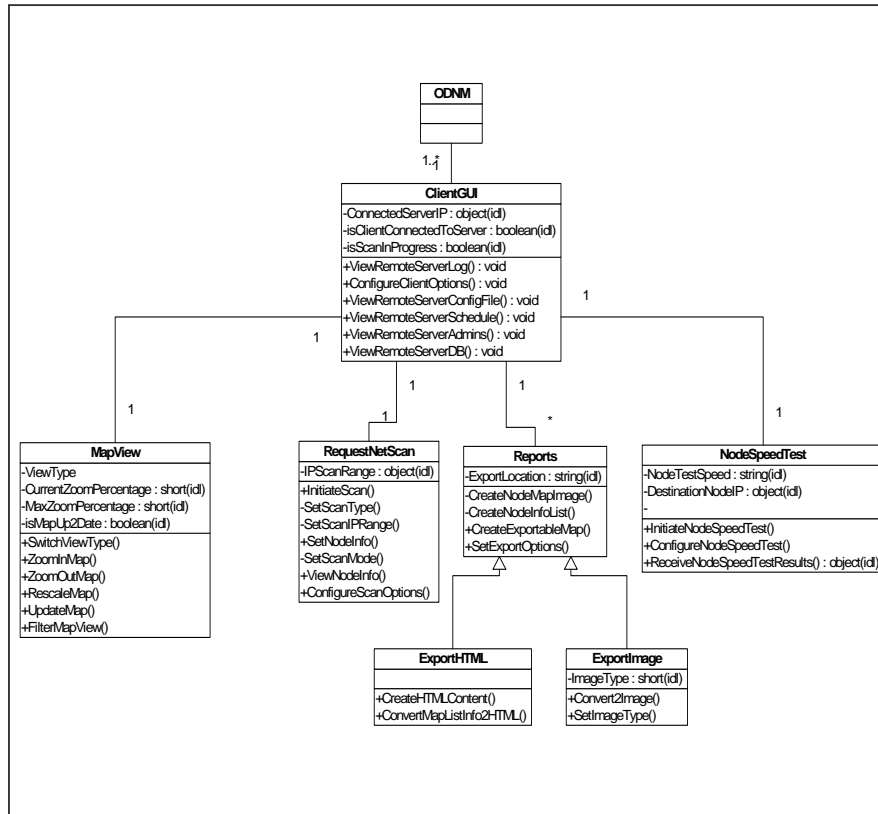 ODNM
1..*
1
ClientGUI
-ConnectedServerIP : object(idl)
-isClientConnectedToServer : boolean(idl)
-isScanInProgress : boolean(idl)
+ViewRemoteServerLog() : void
+ConfigureClientOptions() : void
+ViewRemoteServerConfigFile() : void
+ViewRemoteServerSchedule() : void
+ViewRemoteServerAdmins() : void
+ViewRemoteServerDB() : void
1
1
1
1
1
1
*
1
MapView
-ViewType
-CurrentZoomPercentage : short(idl)
-MaxZoomPercentage : short(idl)
-isMapUp2Date : boolean(idl)
+SwitchViewType()
+ZoomInMap()
+ZoomOutMap()
+RescaleMap()
+UpdateMap()
+FilterMapView()
RequestNetScan
-IPScanRange : object(idl)
+InitiateScan()
-SetScanType()
-SetScanIPRange()
+SetNodeInfo()
-SetScanMode()
+ViewNodeInfo()
+ConfigureScanOptions()
Reports
-ExportLocation : string(idl)
-CreateNodeMapImage()
-CreateNodeInfoList()
+CreateExportableMap()
+SetExportOptions()
NodeSpeedTest
-NodeTestSpeed : string(idl)
-DestinationNodeIP : object(idl)
-
+InitiateNodeSpeedTest()
+ConfigureNodeSpeedTest()
+ReceiveNodeSpeedTestResults() : object(idl)
ExportHTML
+CreateHTMLContent()
+ConvertMapListInfo2HTML()
ExportImage
-ImageType : short(idl)
+Convert2Image()
+SetImageType()